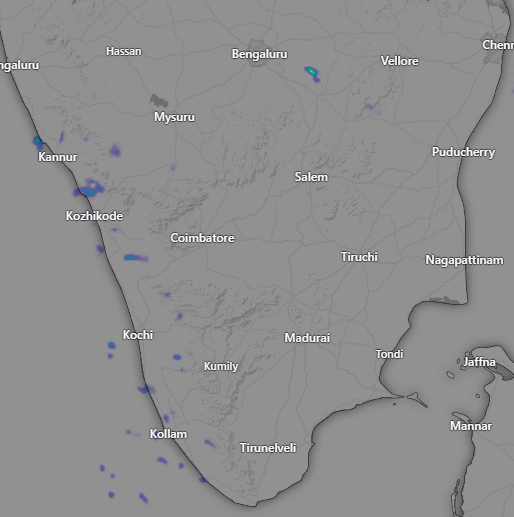 Chenn
Hassan
Bengaluru
Vellore
ngaluru
Mysuru
Kannur
Puducherry
Salem
Kozhikode
Coimbatore
Tiruchi
Nagapattinam
Kochi
Madurai
Tondi
Jaffna
Kumily
Mannar
Kollam
Tirunelveli